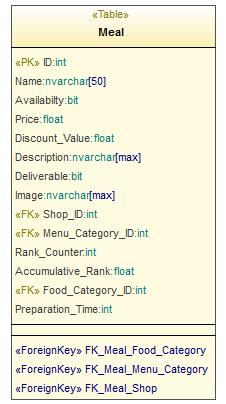 «Table»
Meal
«PK» ID:int
Name:nvarchar[50]
Availabilty:bit
Price:float
Discount_Value:float
Description:nvarchar[max]
Deliverable:bit
Image:nvarchar[max]
«FK» Shop_ID:int
«FK» Menu_Category_ID:int
Rank_Counter:int
Accumulative_Rank:float
«FK» Food_Category_ID:int
Preparation_Time:int
«ForeignKey» FK_Meal_Food_Category
«ForeignKey» FK_Meal_Menu_Category
«ForeignKey» FK_Meal_Shop